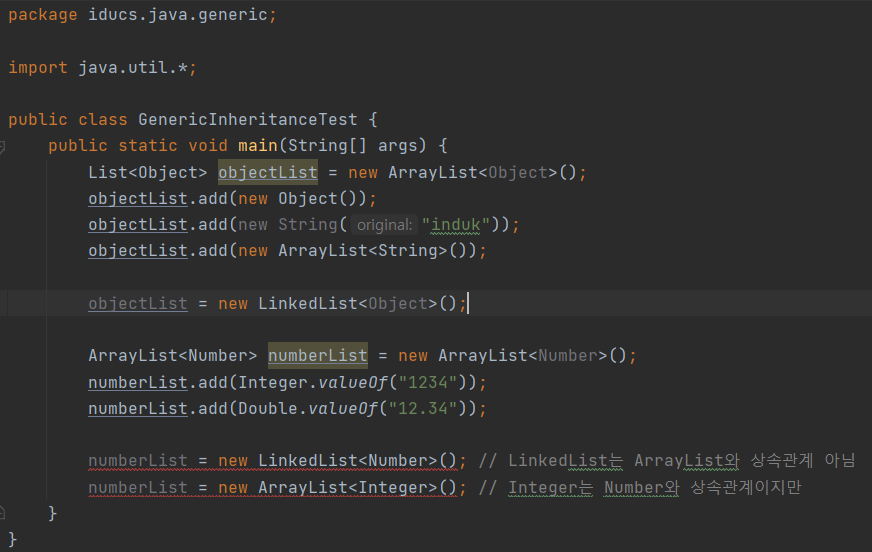 package iducs.java.generic;
import java.util.*;
public class GenericInheritanceTest {
public static void main(String[] args) {
List<Object> objectList = new ArrayList<Object>();
objectList.add(new Object());
objectList.add(new String( original: "induk"));
objectList.add(new ArrayList<String>());
objectList = new LinkedList<Object>();
ArrayList<Number> numberList = new ArrayList<Number>();
numberList.add(Integer.valueOf("1234"));
numberList.add(Double.valueOf("12.34"));
numberList = new LinkedList<Number>(); // LinkedList는 ArrayList와 상속관계 아님
numberList = new ArrayList<Integer>(); // Integer는 Number와 상속관계이지만
}
}